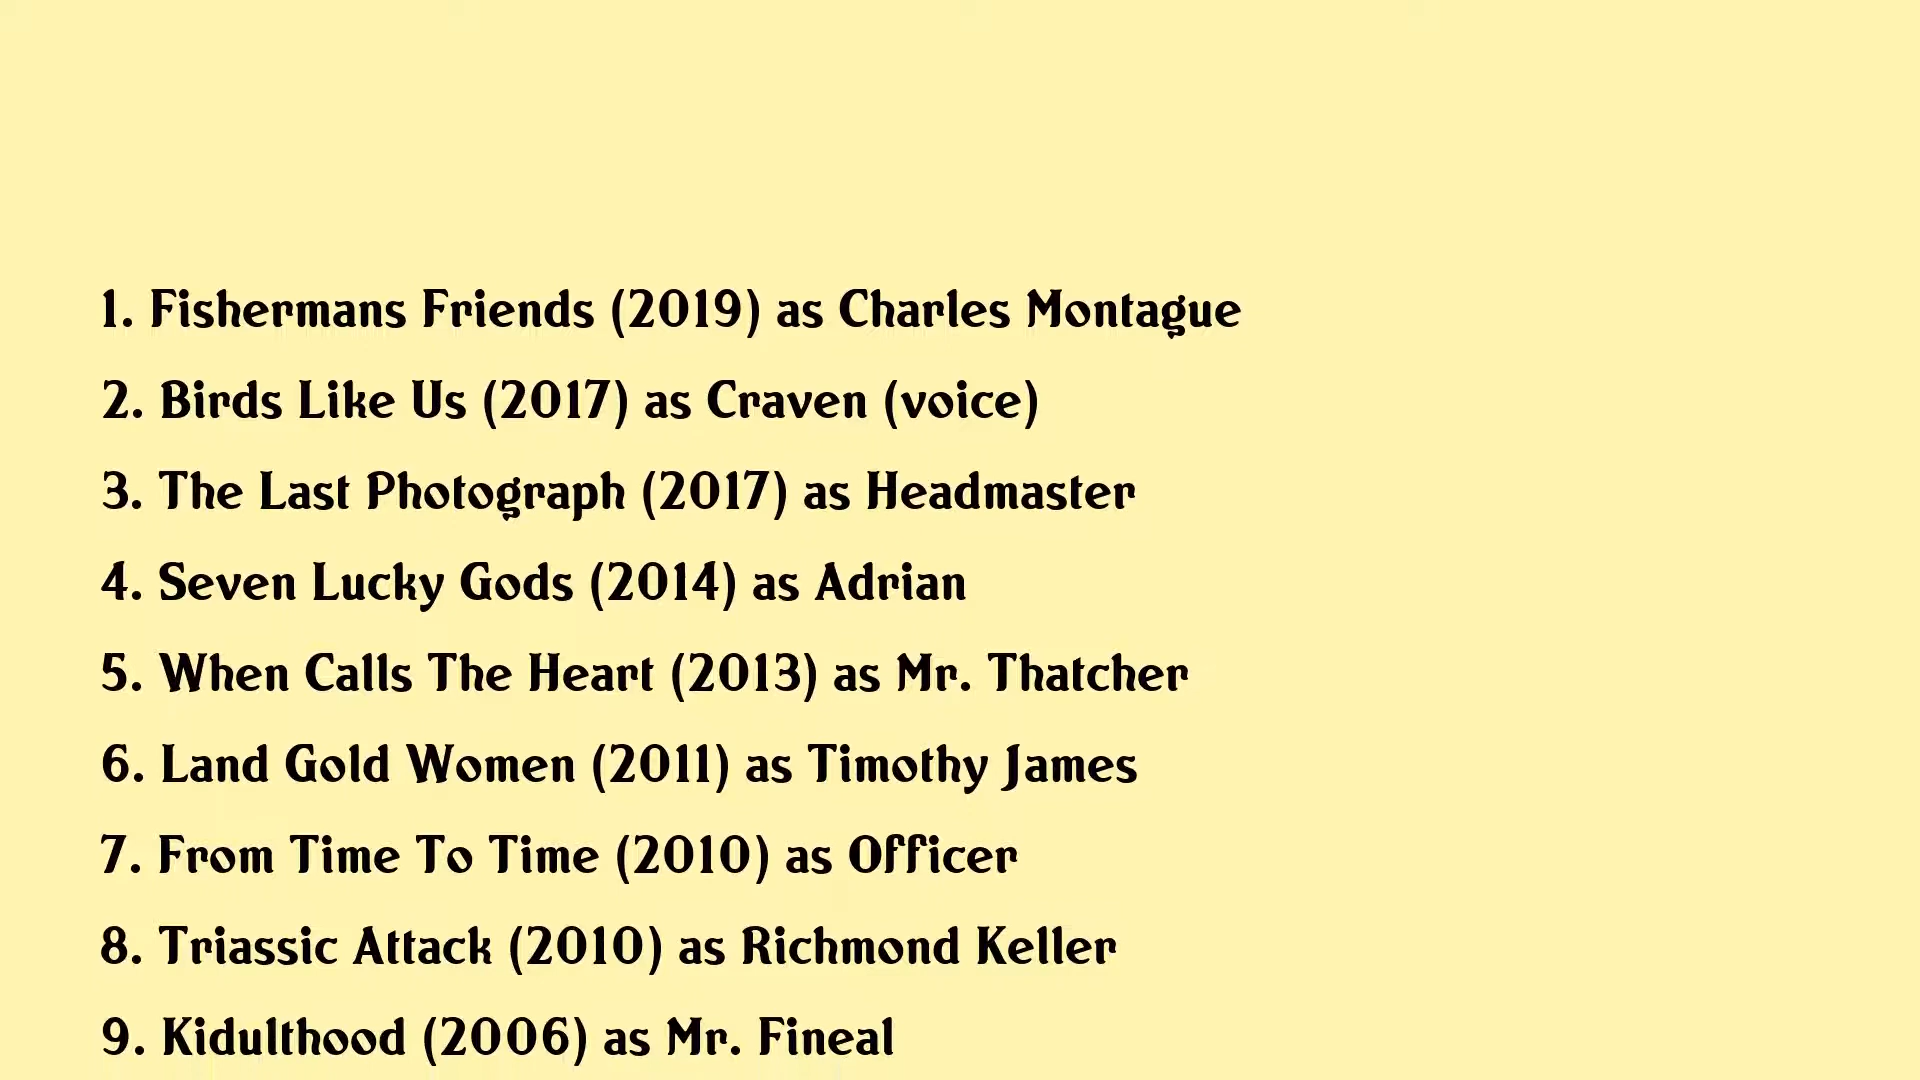 1. Fishermans Friends (2019) as Charles Montague
2. Birds Like Us (2017) as Craven (voice)
3. The Last Photograph (2017) as Headmaster
4. Seven Lucky Gods (2014) as Adrian
5. When Calls The Heart (2013) as Mr. Thatcher
6. Land Gold Women (2011) as Timothy James
7. From Time To Time (2010) as Officer
8. Triassic Attack (2010) as Richmond Keller
9. Kidulthood (2006) as Mr. Fineal